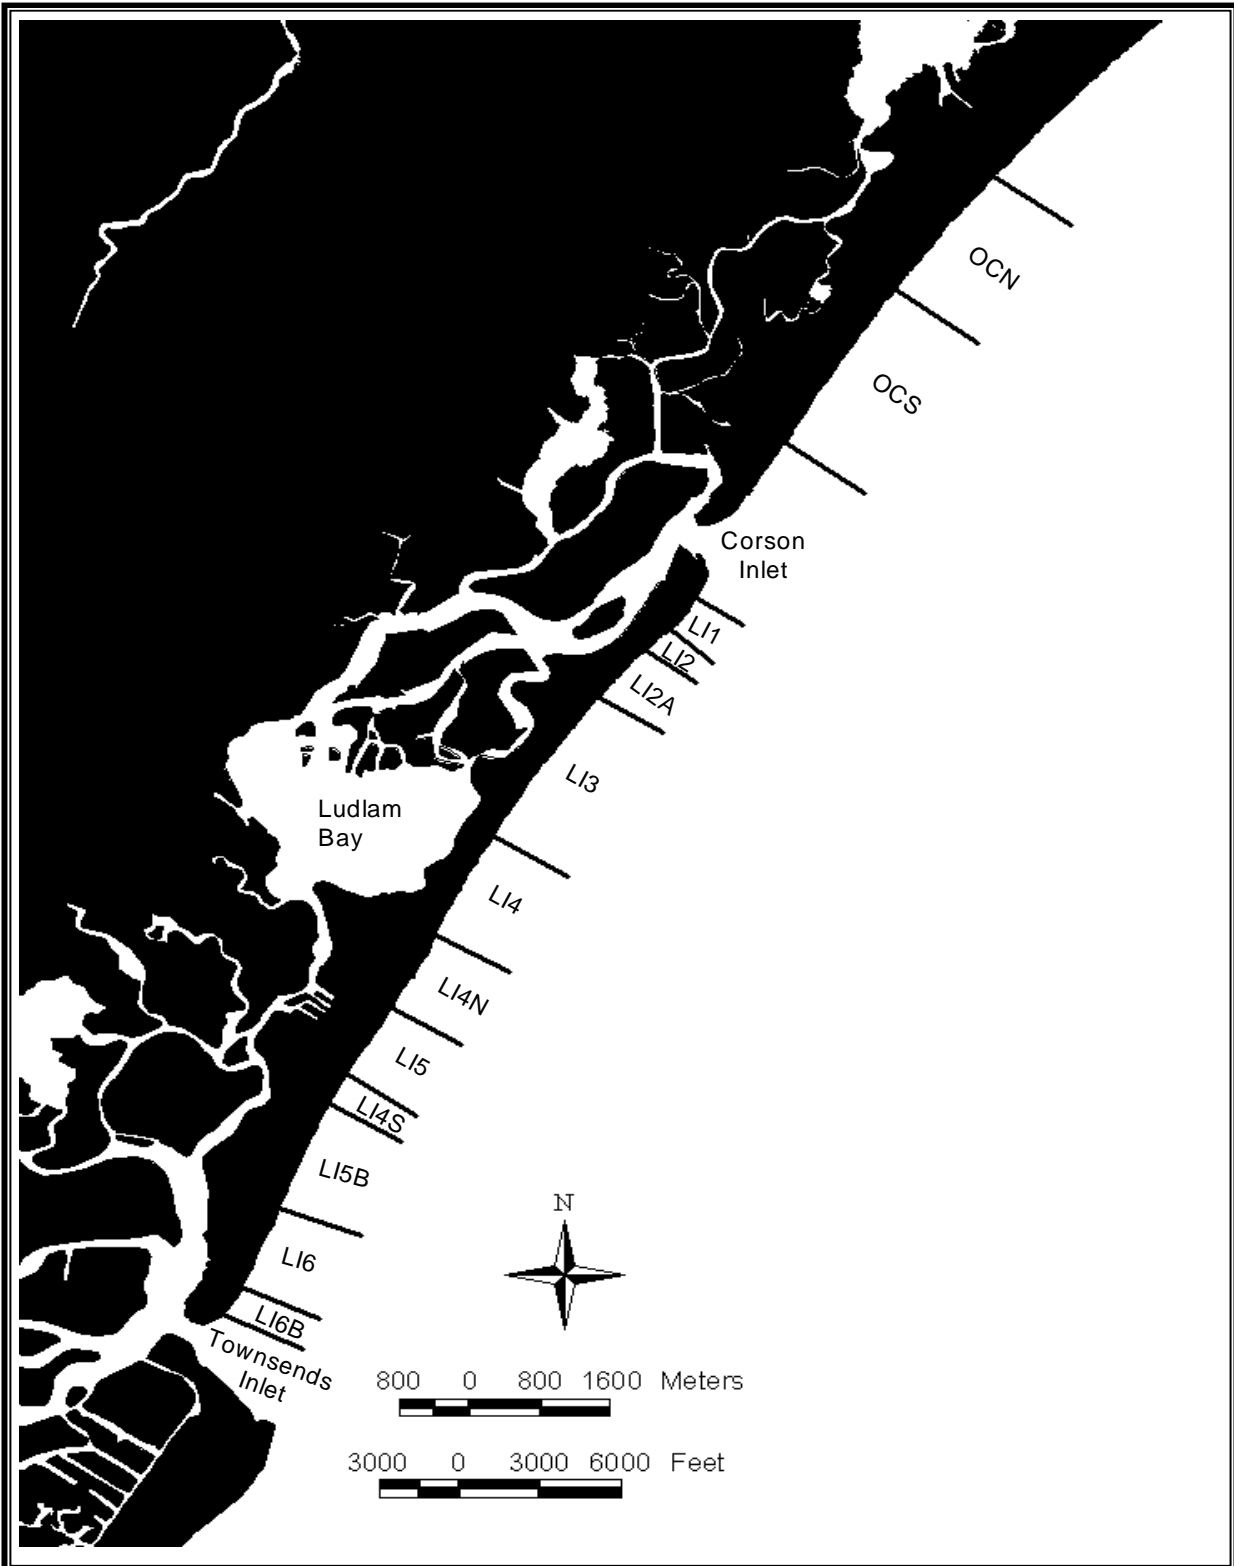 OCN
OCS
Corson
Inlet
LI1
LI2
LI2A
LI3
Ludlam
Bay
LI4
LI4N
LI5
LI4S
LI5B
N
LI6
LI6B
Townsends
Inlet
800 0 800 1600 Meters
3000 0 3000 6000 Feet